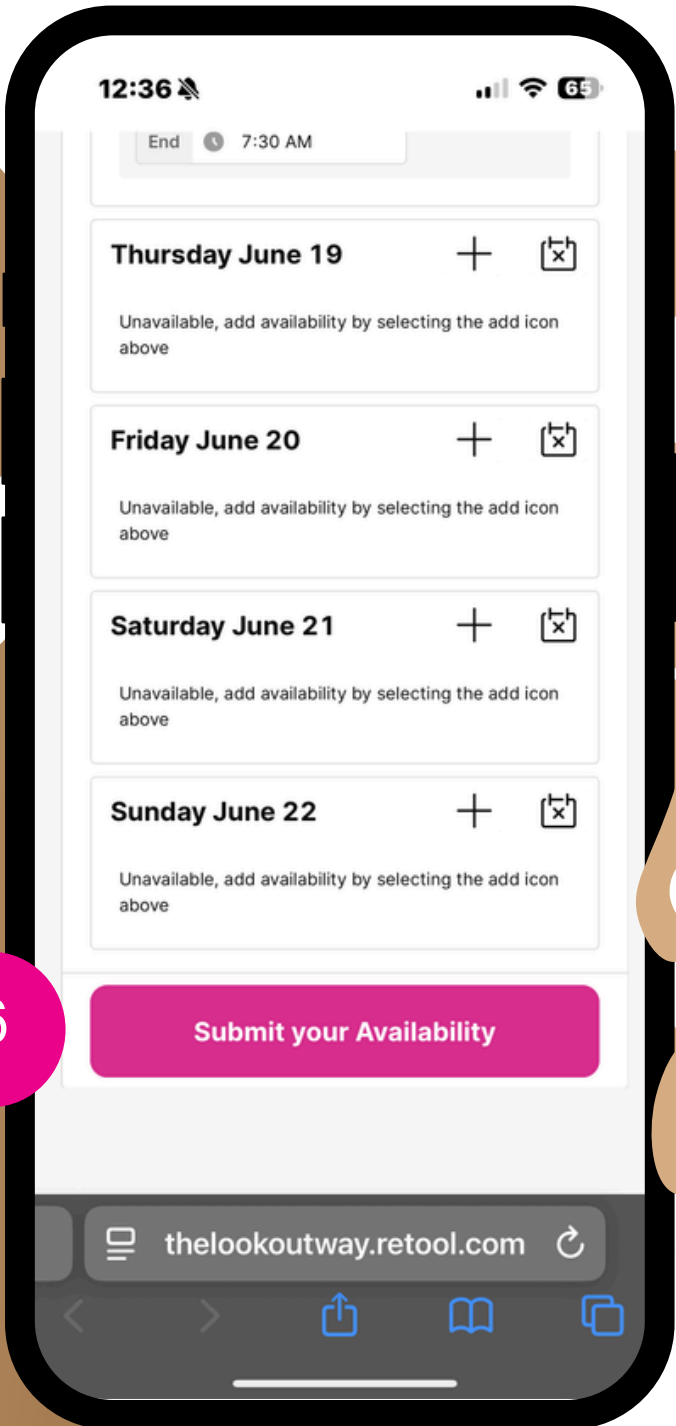 12:36
65
End 7:30 AM
Thursday June 19
Unavailable, add availability by selecting the add icon
above
Friday June 20
Unavailable, add availability by selecting the add icon
above
Saturday June 21
Unavailable, add availability by selecting the add icon
above
Sunday June 22
Unavailable, add availability by selecting the add icon
above
6
Submit your Availability
thelookoutway.retool.com